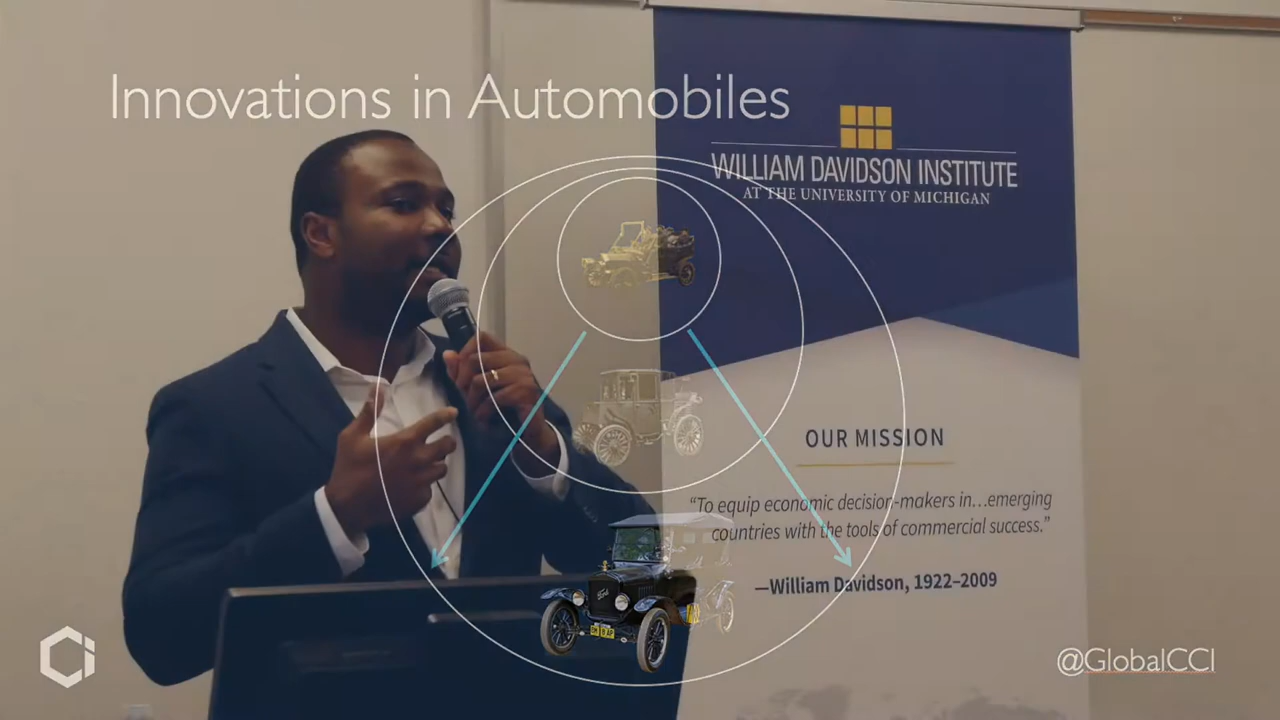 Innovations in Automobiles
WILLIAM DAVIDSON INSTITUTE
AT THE UNIVERSITY OF MICHIGAN
OUR MISSION
“To equip economic decision-makers in...emerging
countries with the tools of commercial success.”
—William Davidson, 1922–2009
Ford
@GlobalCCI